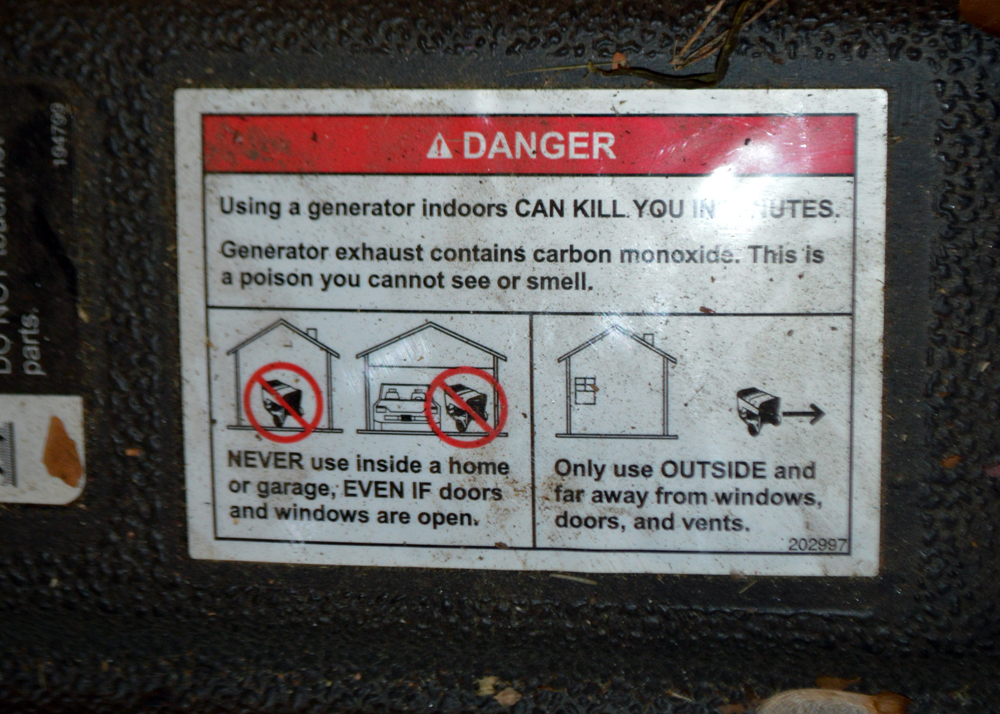 DANGER
Using a generator indoors CAN KILL YOU IN MINUTES.
Generator exhaust contains carbon monoxide. This is
a poison you cannot see or smell.
NEVER use inside a home
or garage, EVEN IF doors
and windows are open.
Only use OUTSIDE and
far away from windows,
doors, and vents.
202997
DO NOT
parts.